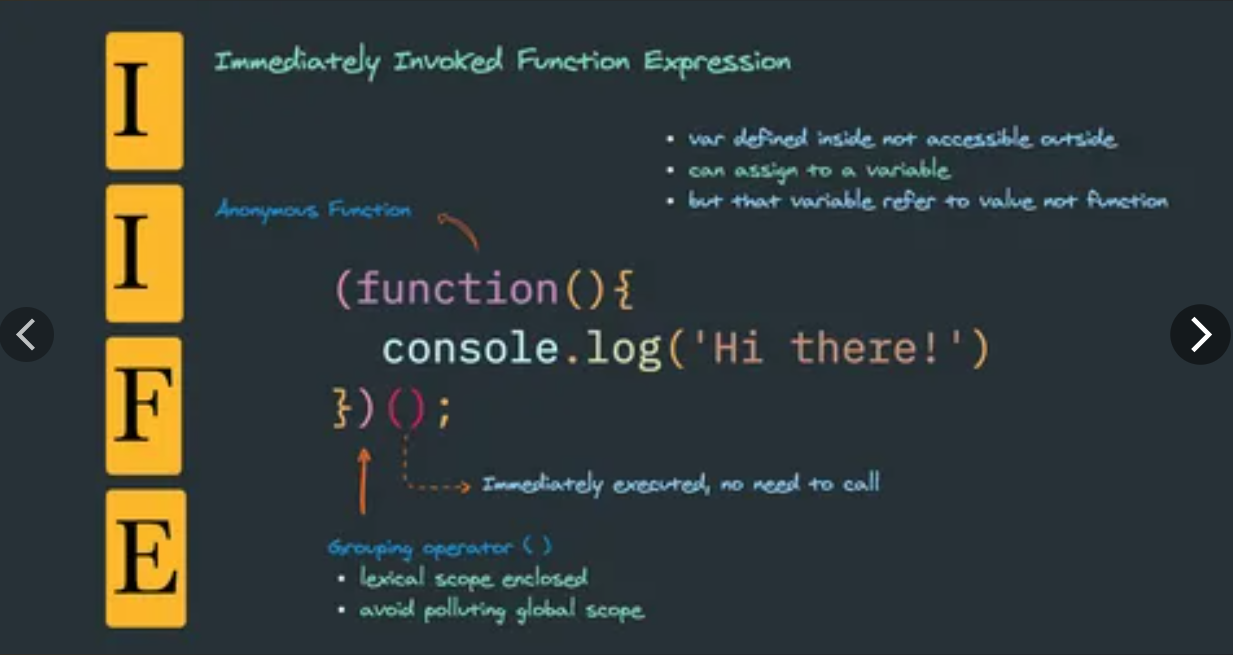 I
I
F
E
Immediately Invoked Function Expression
• var defined inside not accessible outside
• can assign to a variable
• but that variable refer to value not function
Anonymous Function
(function(){
console.log('Hi there!')
})();
Immediately executed, no need to call
Grouping operator ( )
• lexical scope enclosed
• avoid polluting global scope